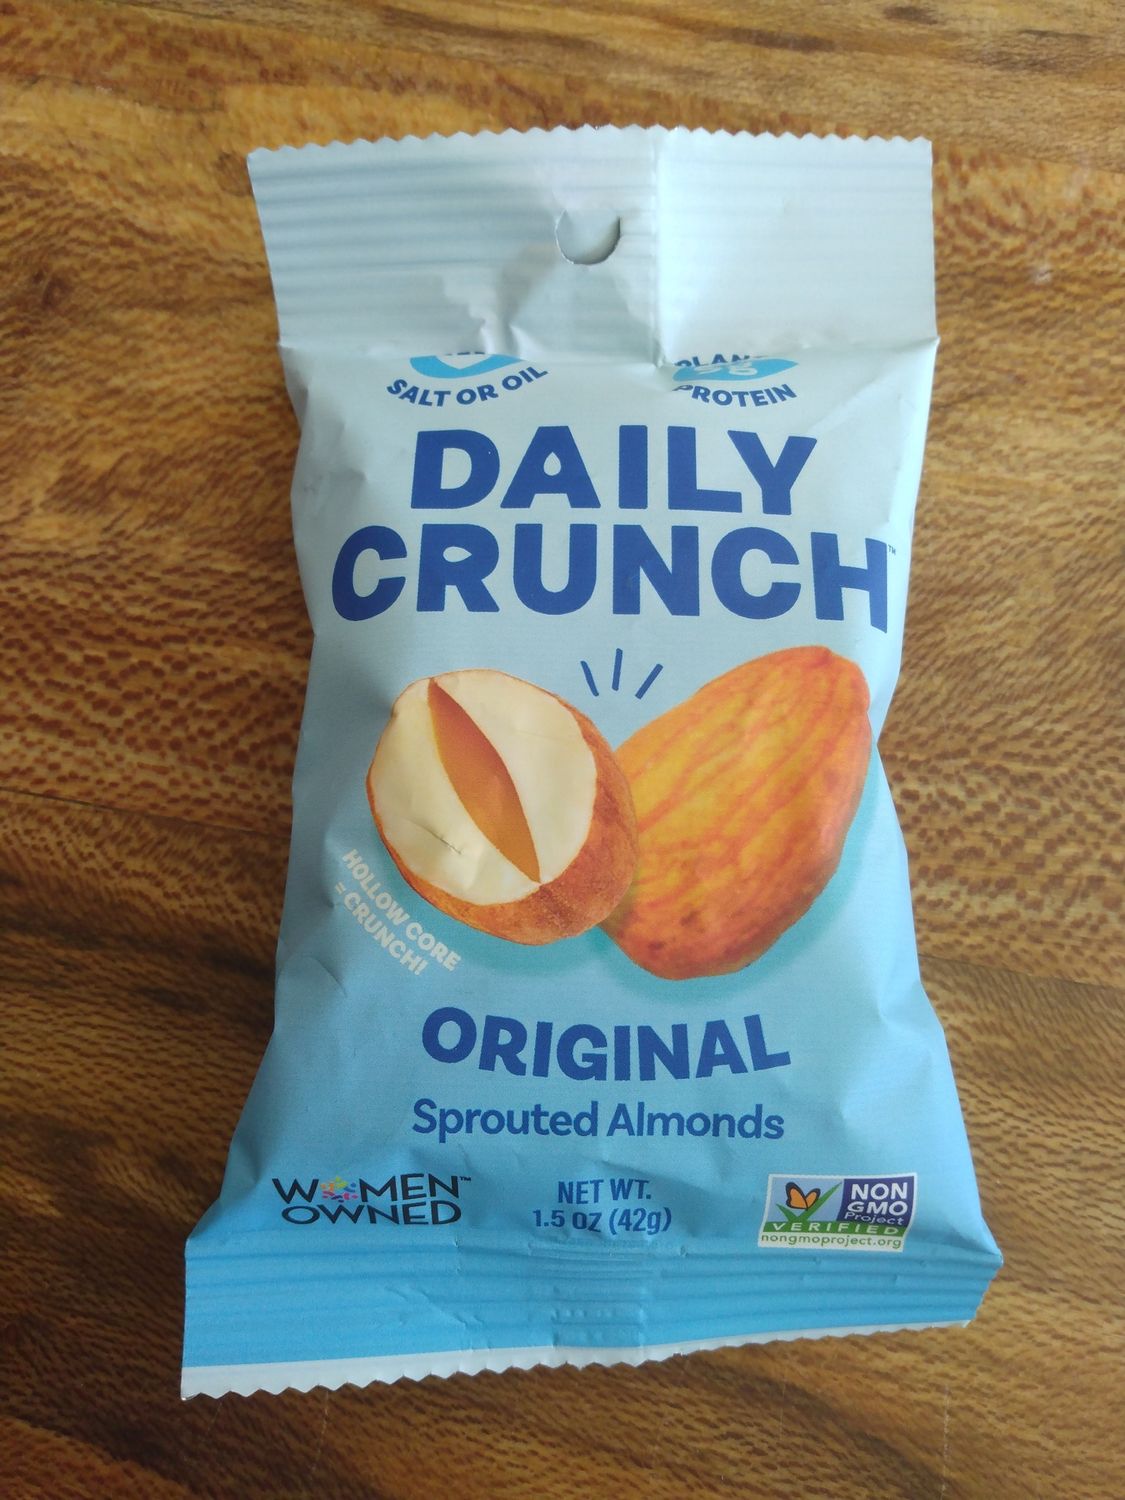 SALT OR OIL
PROTEIN
DAILY
CRUNCH™
HOLLOW CORE
=CRUNCH!
ORIGINAL
Sprouted Almonds
WOMEN™
OWNED
NET WT.
1.5 OZ (42g)
NON
GMO
Project
VERIFIED
nongmoproject.org